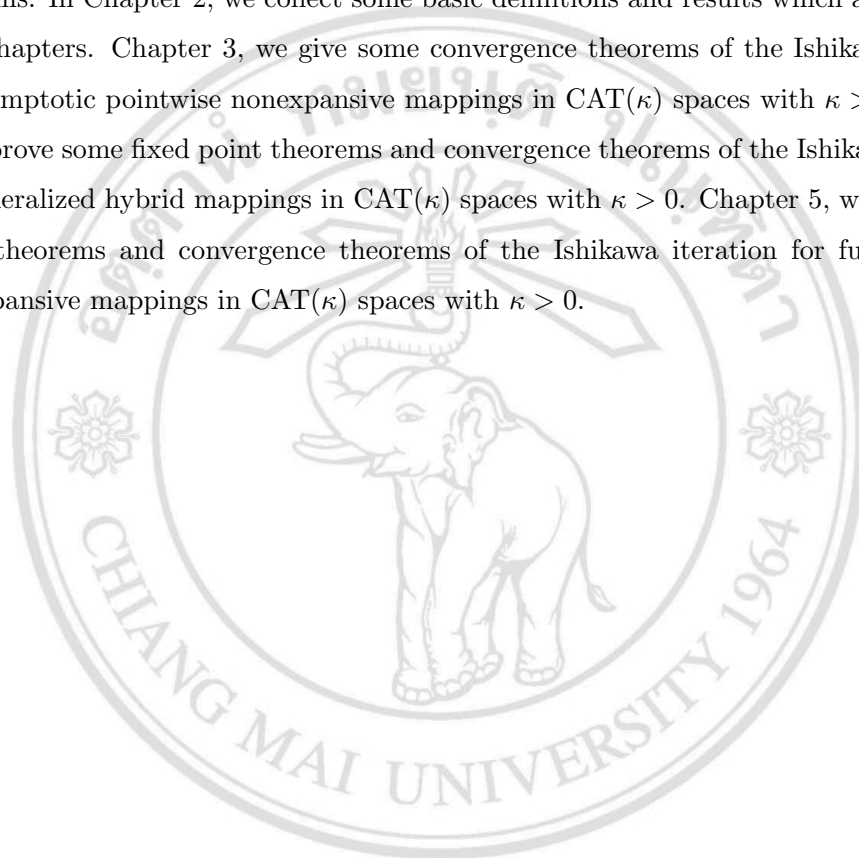 ms. In Chapter 2, we collect some basic definitions and results which a
hapters. Chapter 3, we give some convergence theorems of the Ishika
mptotic pointwise nonexpansive mappings in CAT(κ) spaces with κ >
prove some fixed point theorems and convergence theorems of the Ishika
neralized hybrid mappings in CAT(κ) spaces with κ > 0. Chapter 5, w
theorems and convergence theorems of the Ishikawa iteration for fu
pansive mappings in CAT(κ) spaces with κ > 0.
CHIANG MAI UNIVERSITY 1964